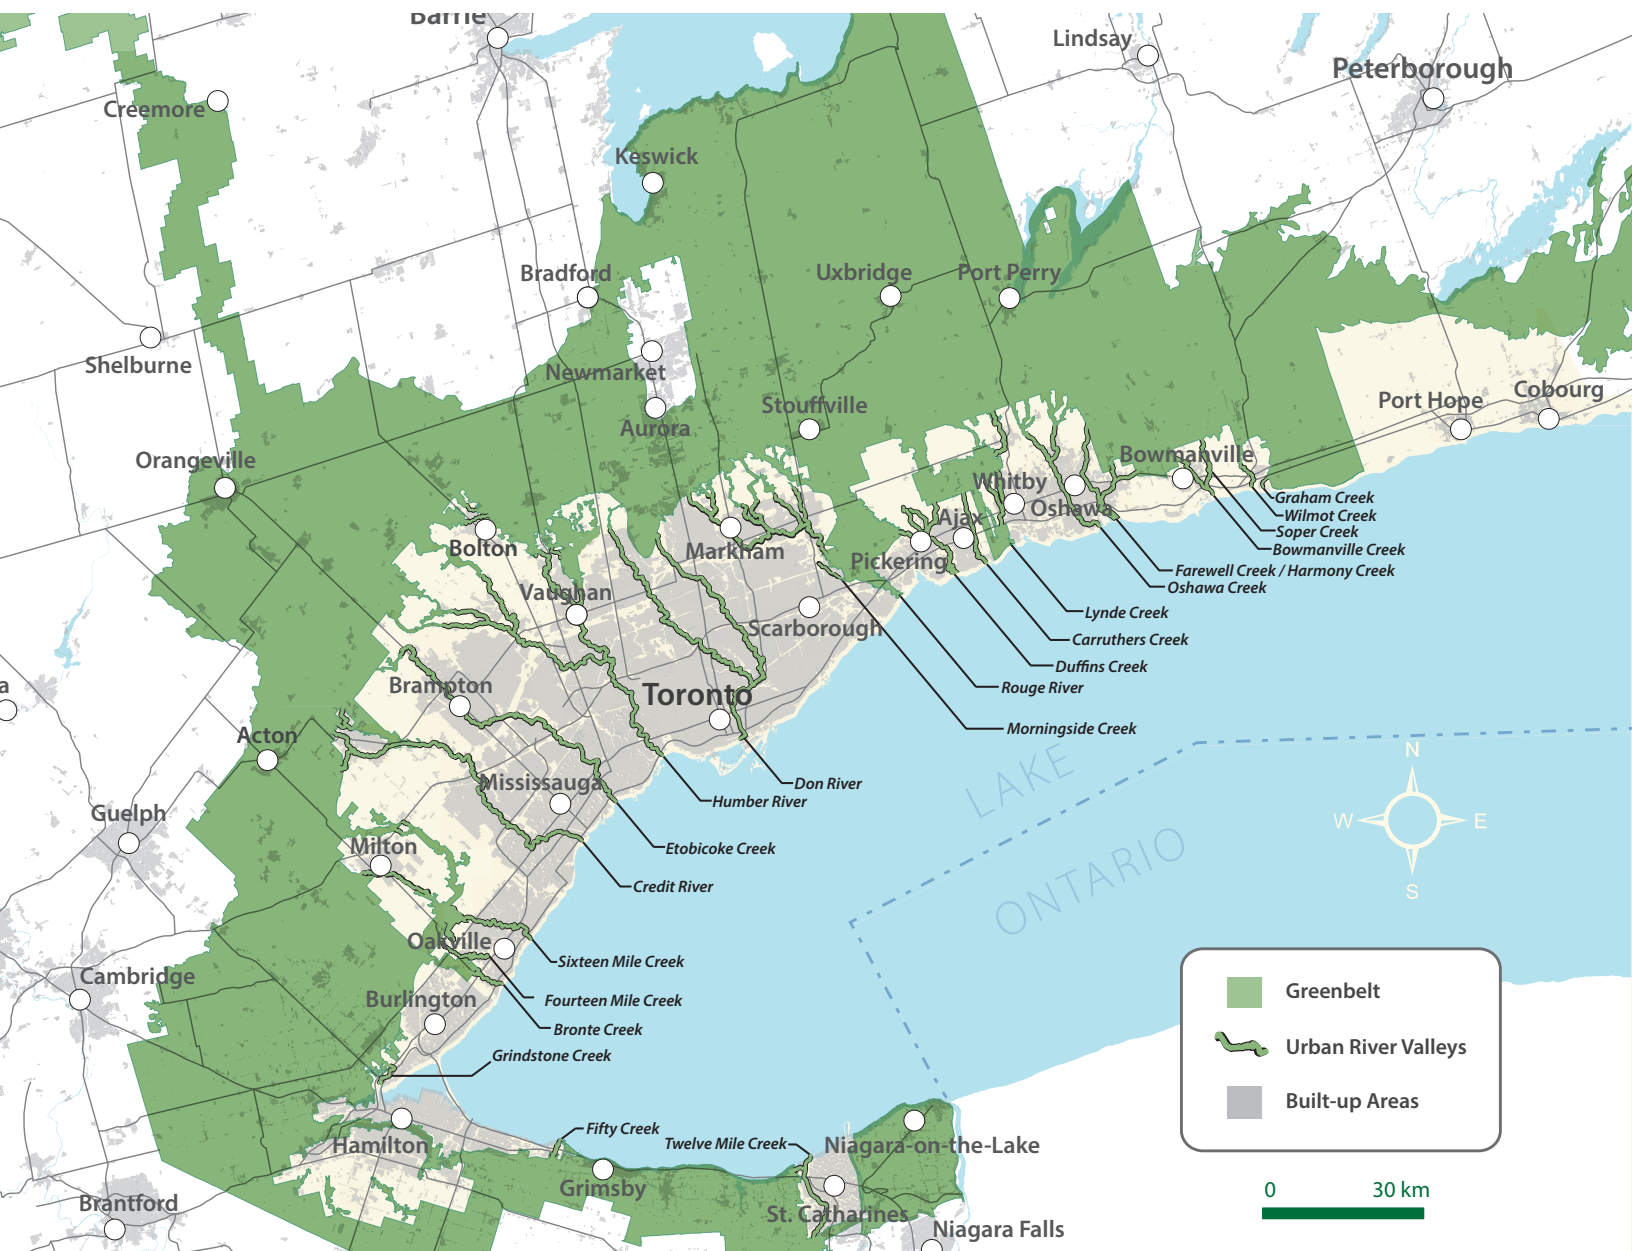 Barrie
Lindsay
Peterborough
Creemore
Keswick
Bradford
Uxbridge
Port Perry
Shelburne
Newmarket
Stouffville
Aurora
Port Hope
Cobourg
Orangeville
Bowmanville
Whitby
Oshawa
Ajax
Graham Creek
Wilmot Creek
Soper Creek
Bowmanville Creek
Bolton
Markham
Pickering
Farewell Creek / Harmony Creek
Oshawa Creek
Vaughan
Scarborough
Lynde Creek
Carruthers Creek
Duffins Creek
Rouge River
a
Brampton
Toronto
Morningside Creek
Acton
Mississauga
Don River
Humber River
LAKE
ONTARIO
N
W
E
S
Guelph
Milton
Etobicoke Creek
Credit River
Oakville
Sixteen Mile Creek
Cambridge
Burlington
Fourteen Mile Creek
Bronte Creek
Grindstone Creek
Greenbelt
Urban River Valleys
Built-up Areas
Hamilton
Fifty Creek
Twelve Mile Creek
Niagara-on-the-Lake
Grimsby
Brantford
St. Catharines
Niagara Falls
0
30 km